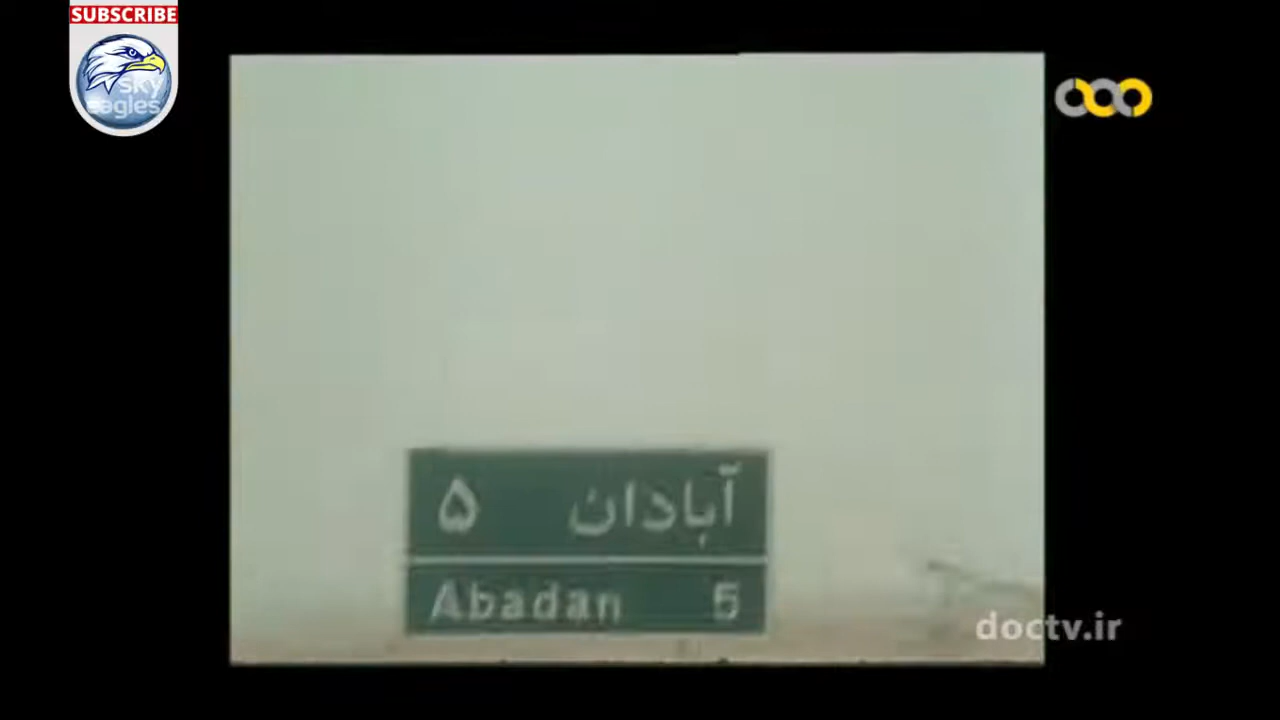 SUBSCRIBE
sky
eagles
آبادان ۵
Abadan 5
doctv.ir